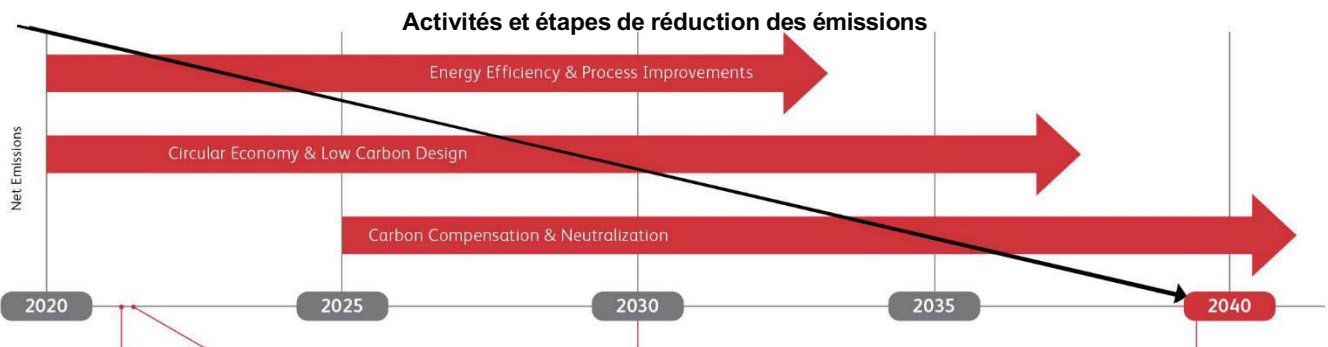 Activités et étapes de réduction des émissions
Energy Efficiency & Process Improvements
Circular Economy & Low Carbon Design
Carbon Compensation & Neutralization
Net Emissions
2020
2025
2030
2035
2040